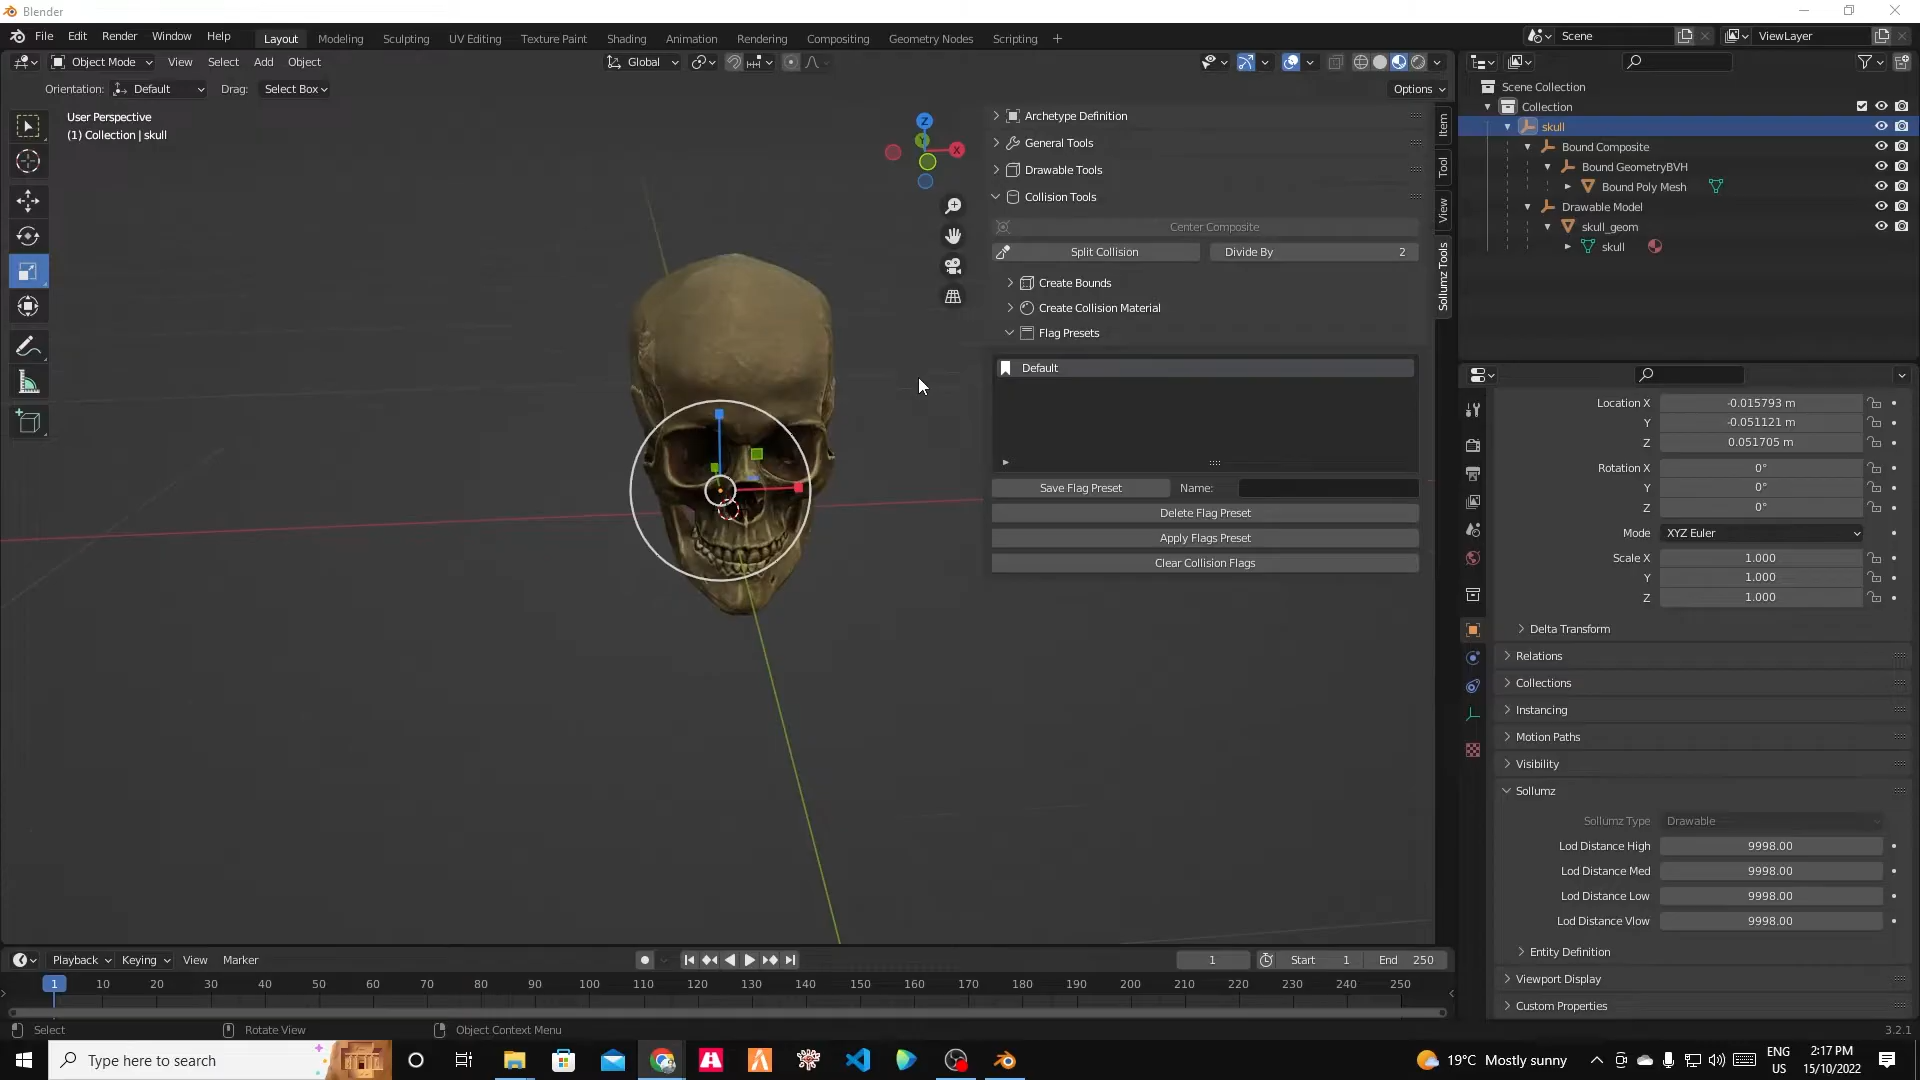 Blender
File Edit Render Window Help
Layout Modeling Sculpting UV Editing Texture Paint Shading Animation Rendering Compositing Geometry Nodes Scripting
Scene
ViewLayer
Object Mode View Select Add Object
Global
Orientation: Default Drag: Select Box
Options
User Perspective
(1) Collection | skull
Z
Y
X
Archetype Definition
General Tools
Drawable Tools
Collision Tools
Center Composite
Split Collision
Divide By 2
Create Bounds
Create Collision Material
Flag Presets
Default
Save Flag Preset Name:
Delete Flag Preset
Apply Flags Preset
Clear Collision Flags
Item
Tool
View
Sollumz Tools
Scene Collection
Collection
skull
Bound Composite
Bound GeometryBVH
Bound Poly Mesh
Drawable Model
skull_geom
skull
Location X -0.015793 m
Y -0.051121 m
Z 0.051705 m
Rotation X 0°
Y 0°
Z 0°
Mode XYZ Euler
Scale X 1.000
Y 1.000
Z 1.000
Delta Transform
Relations
Collections
Instancing
Motion Paths
Visibility
Sollumz
Sollumz Type Drawable
Lod Distance High 9998.00
Lod Distance Med 9998.00
Lod Distance Low 9998.00
Lod Distance Vlow 9998.00
Entity Definition
Viewport Display
Custom Properties
Playback Keying View Marker
1 Start 1 End 250
1 10 20 30 40 50 60 70 80 90 100 110 120 130 140 150 160 170 180 190 200 210 220 230 240 250
Select Rotate View Object Context Menu
3.2.1
Type here to search
19°C Mostly sunny
ENG
US
2:17 PM
15/10/2022